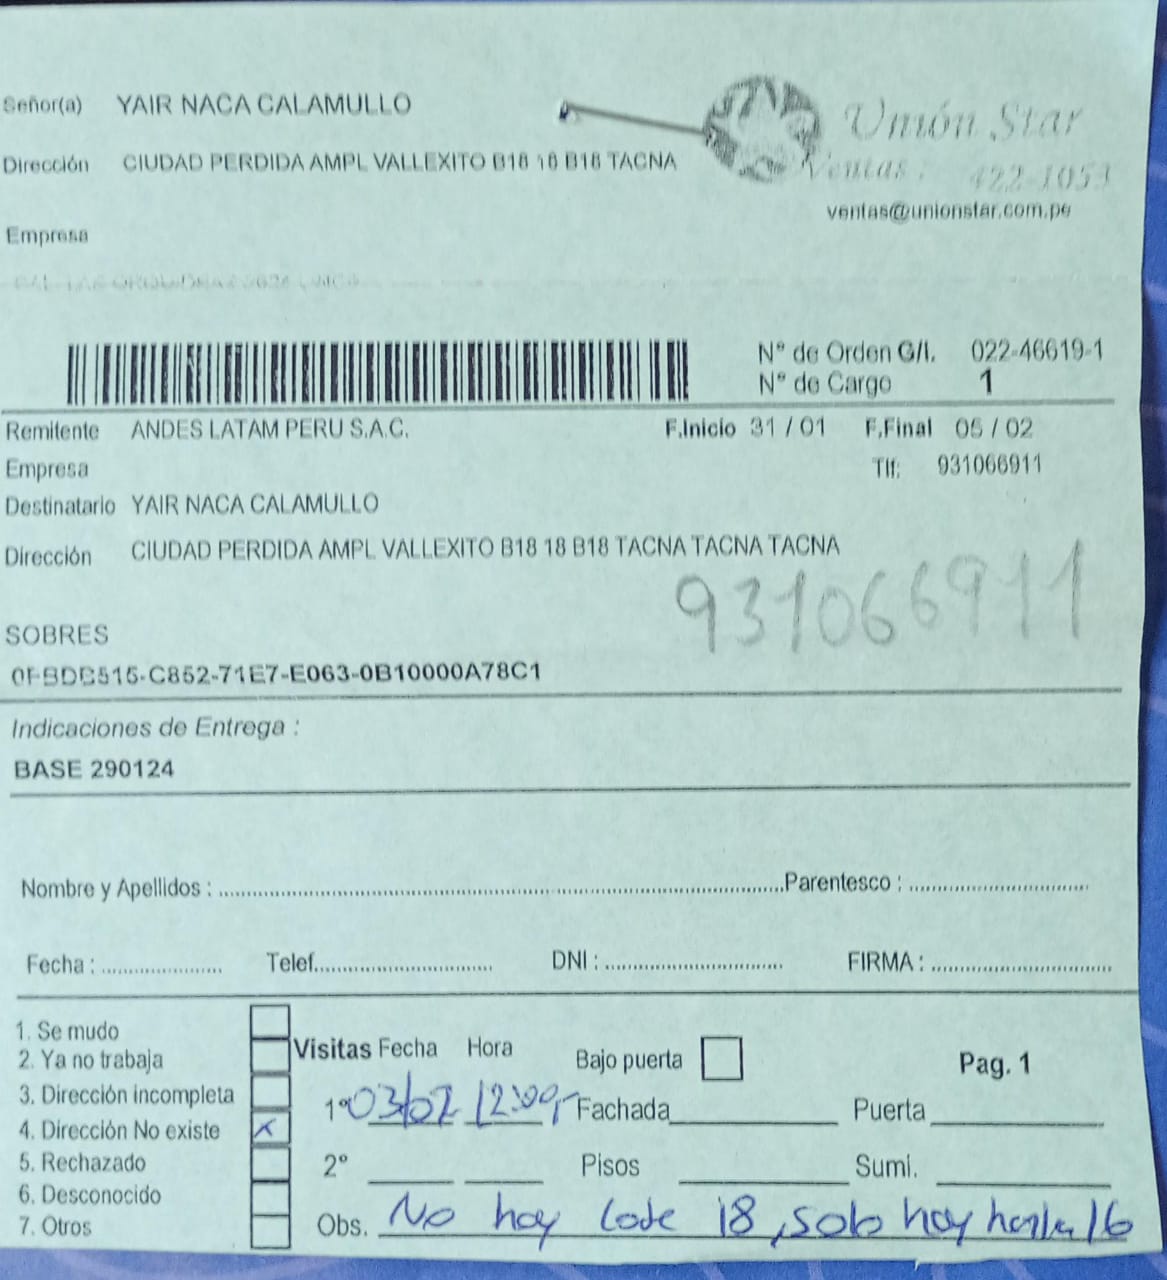 Señor(a) YAIR NACA CALAMULLO
Dirección CIUDAD PERDIDA AMPL VALLEXITO B18 18 B18 TACNA
Unión Star
Ventas : 422-1053
ventas@unionstar.com.pe
Empresa
Nº de Orden G/I. 022-46619-1
Nº de Cargo 1
Remitente ANDES LATAM PERU S.A.C. F.Inicio 31 / 01 F.Final 05 / 02
Empresa Tlf: 931066911
Destinatario YAIR NACA CALAMULLO
Dirección CIUDAD PERDIDA AMPL VALLEXITO B18 18 B18 TACNA TACNA TACNA
931066911
SOBRES
-C852-71E7-E063-0B10000A78C1
Indicaciones de Entrega :
BASE 290124
Nombre y Apellidos : Parentesco :
Fecha : Telef. DNI : FIRMA :
1. Se mudo
2. Ya no trabaja
3. Dirección incompleta
4. Dirección No existe x
5. Rechazado
6. Desconocido
7. Otros
Visitas Fecha Hora Bajo puerta Pag. 1
1º 03/02 12:00 Fachada Puerta
2º Pisos Sumi.
Obs. No hay Lote 18, solo hay hasta 16